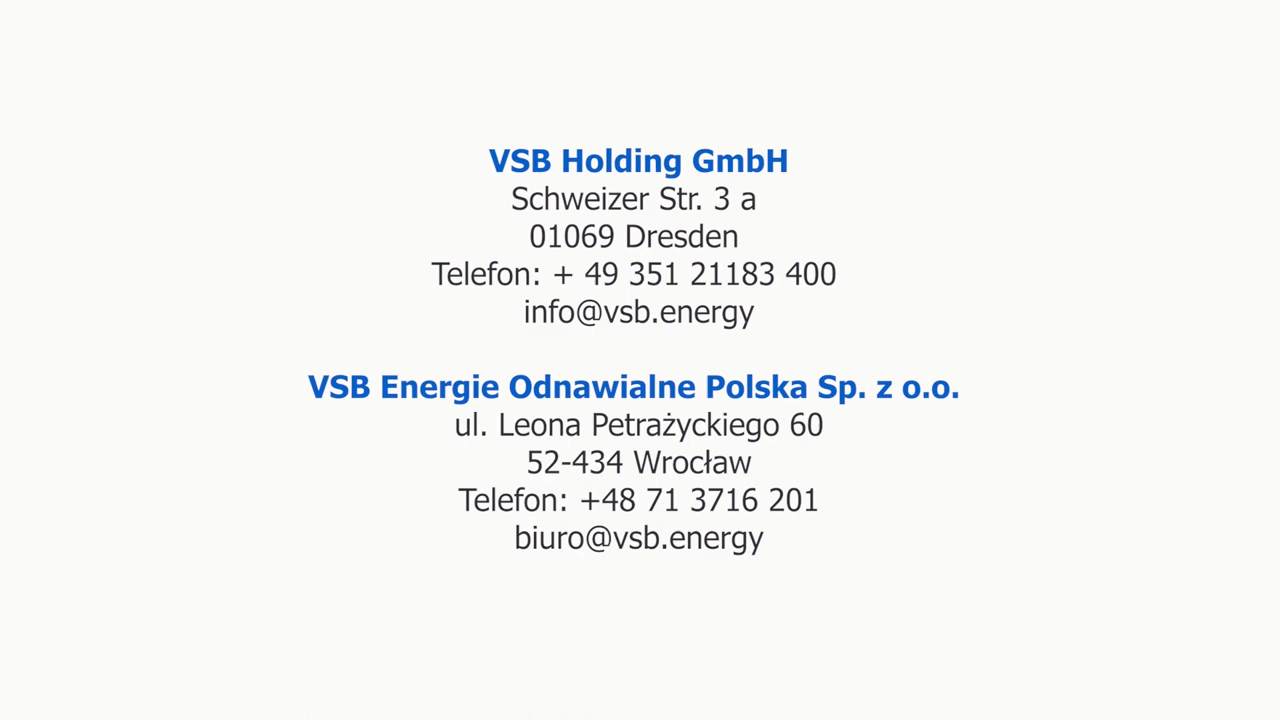 VSB Holding GmbH
Schweizer Str. 3 a
01069 Dresden
Telefon: + 49 351 21183 400
info@vsb.energy
VSB Energie Odnawialne Polska Sp. z o.o.
ul. Leona Petrażyckiego 60
52-434 Wrocław
Telefon: +48 71 3716 201
biuro@vsb.energy